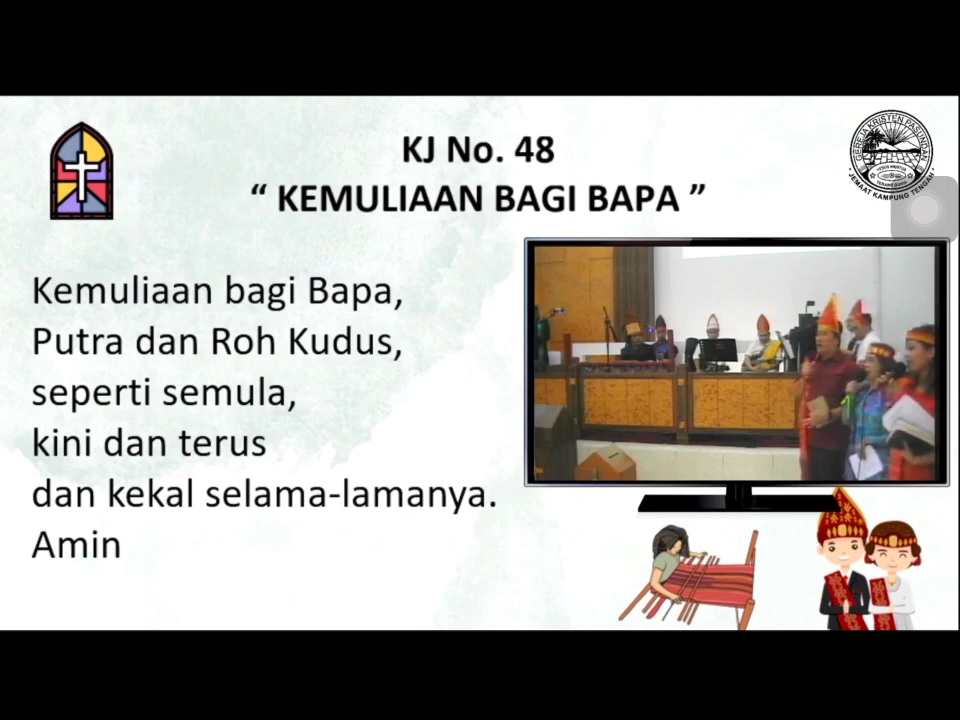 KJ No. 48
“ KEMULIAAN BAGI BAPA ”
GEREJA KRISTEN PASUNDAN
• JEMAAT KAMPUNG TENGAH •
Kemuliaan bagi Bapa,
Putra dan Roh Kudus,
seperti semula,
kini dan terus
dan kekal selama-lamanya.
Amin